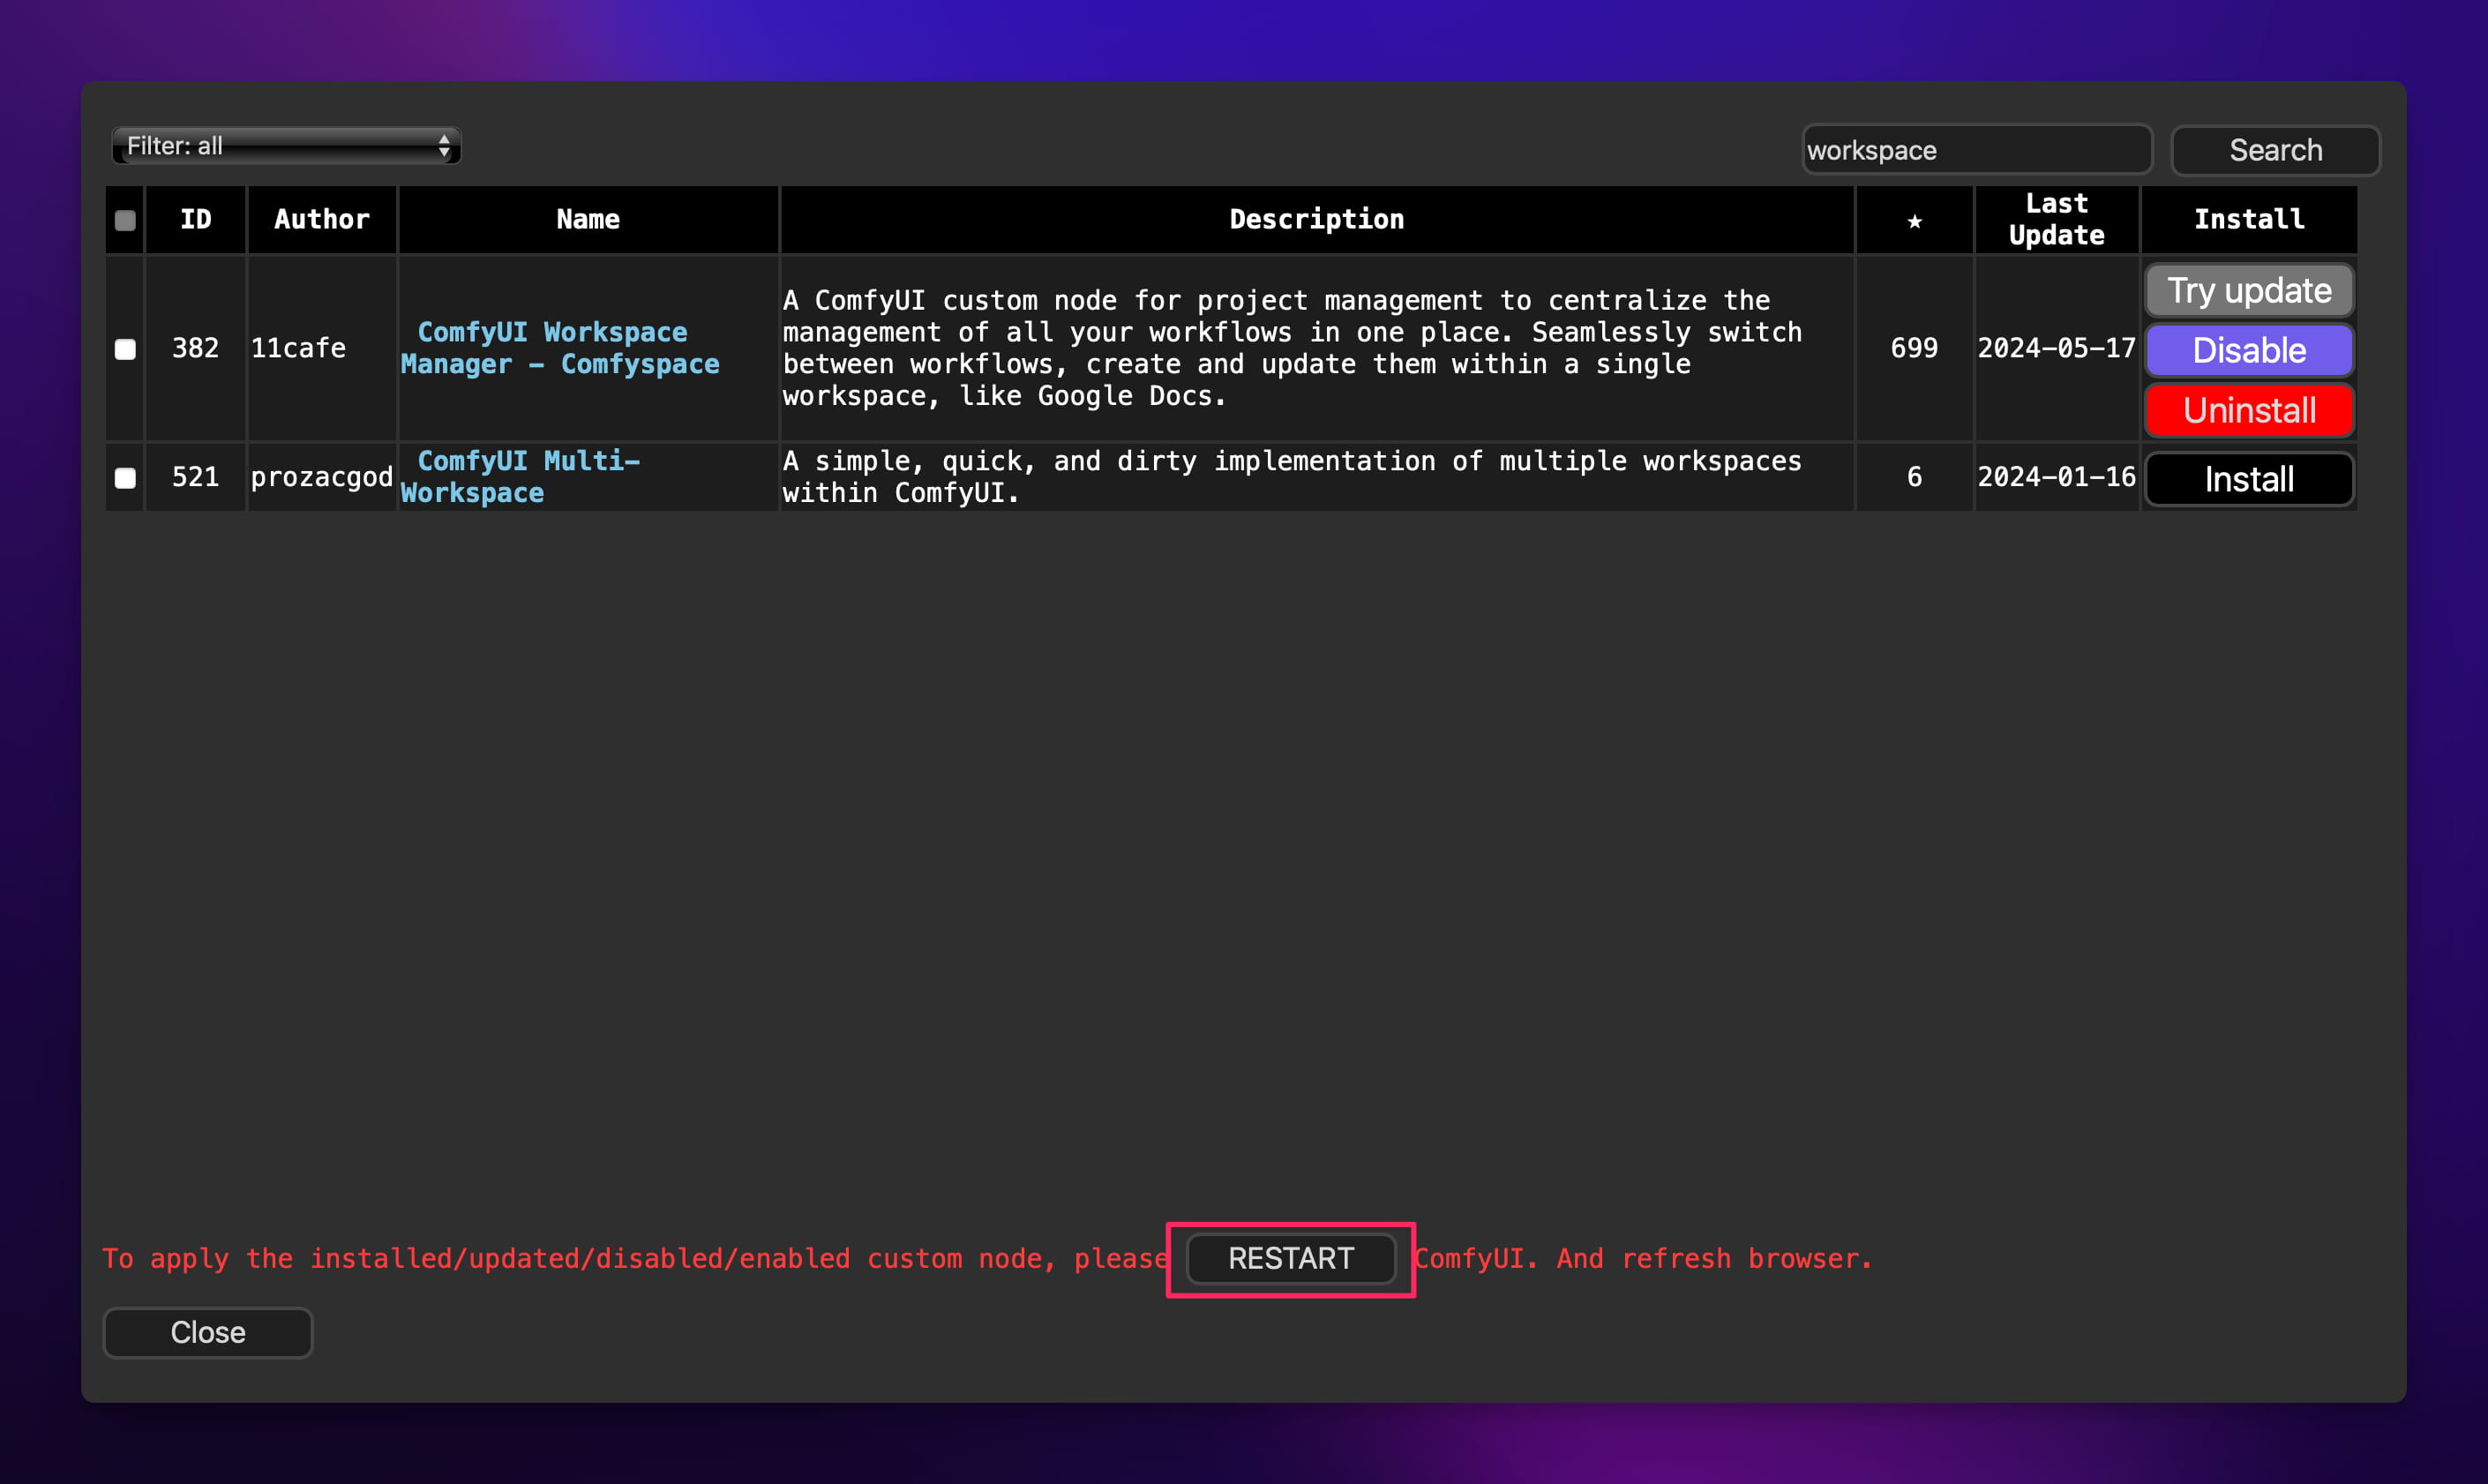 Filter: all
workspace
Search
ID
Author
Name
Description
★
Last
Update
Install
382
11cafe
ComfyUI Workspace
Manager - Comfyspace
A ComfyUI custom node for project management to centralize the
management of all your workflows in one place. Seamlessly switch
between workflows, create and update them within a single
workspace, like Google Docs.
699
2024-05-17
Try update
Disable
Uninstall
521
prozacgod
ComfyUI Multi-
Workspace
A simple, quick, and dirty implementation of multiple workspaces
within ComfyUI.
6
2024-01-16
Install
To apply the installed/updated/disabled/enabled custom node, please RESTART ComfyUI. And refresh browser.
Close